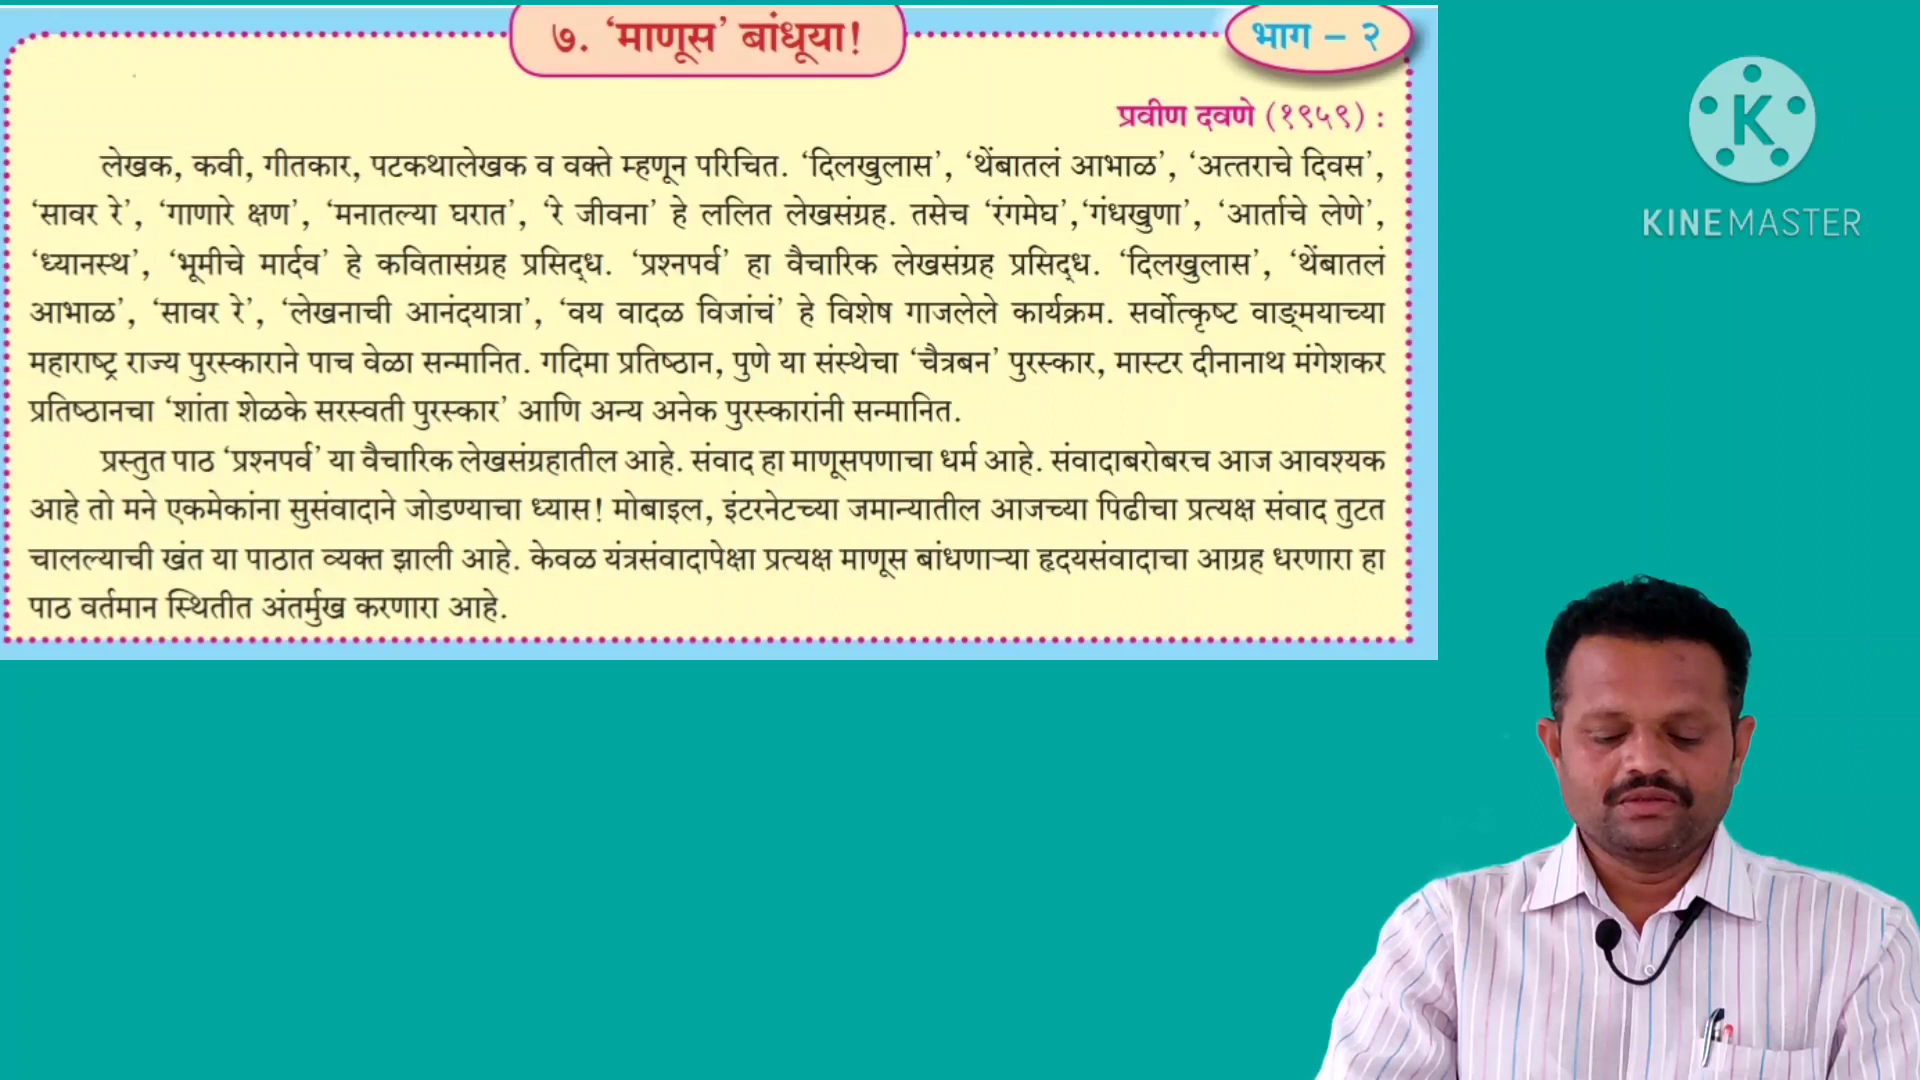 ७. ‘माणूस’ बांधूया!
भाग – २
प्रवीण दवणे (१९५९) :
लेखक, कवी, गीतकार, पटकथालेखक व वक्ते म्हणून परिचित. ‘दिलखुलास’, ‘थेंबातलं आभाळ’, ‘अत्तराचे दिवस’,
‘सावर रे’, ‘गाणारे क्षण’, ‘मनातल्या घरात’, ‘रे जीवना’ हे ललित लेखसंग्रह. तसेच ‘रंगमेघ’,‘गंधखुणा’, ‘आर्ताचे लेणे’,
‘ध्यानस्थ’, ‘भूमीचे मार्दव’ हे कवितासंग्रह प्रसिद्ध. ‘प्रश्नपर्व’ हा वैचारिक लेखसंग्रह प्रसिद्ध. ‘दिलखुलास’, ‘थेंबातलं
आभाळ’, ‘सावर रे’, ‘लेखनाची आनंदयात्रा’, ‘वय वादळ विजांचं’ हे विशेष गाजलेले कार्यक्रम. सर्वोत्कृष्ट वाङ्मयाच्या
महाराष्ट्र राज्य पुरस्काराने पाच वेळा सन्मानित. गदिमा प्रतिष्ठान, पुणे या संस्थेचा ‘चैत्रबन’ पुरस्कार, मास्टर दीनानाथ मंगेशकर
प्रतिष्ठानचा ‘शांता शेळके सरस्वती पुरस्कार’ आणि अन्य अनेक पुरस्कारांनी सन्मानित.
प्रस्तुत पाठ ‘प्रश्नपर्व’ या वैचारिक लेखसंग्रहातील आहे. संवाद हा माणूसपणाचा धर्म आहे. संवादाबरोबरच आज आवश्यक
आहे तो मने एकमेकांना सुसंवादाने जोडण्याचा ध्यास! मोबाइल, इंटरनेटच्या जमान्यातील आजच्या पिढीचा प्रत्यक्ष संवाद तुटत
चालल्याची खंत या पाठात व्यक्त झाली आहे. केवळ यंत्रसंवादापेक्षा प्रत्यक्ष माणूस बांधणाऱ्या हृदयसंवादाचा आग्रह धरणारा हा
पाठ वर्तमान स्थितीत अंतर्मुख करणारा आहे.
K
KINEMASTER